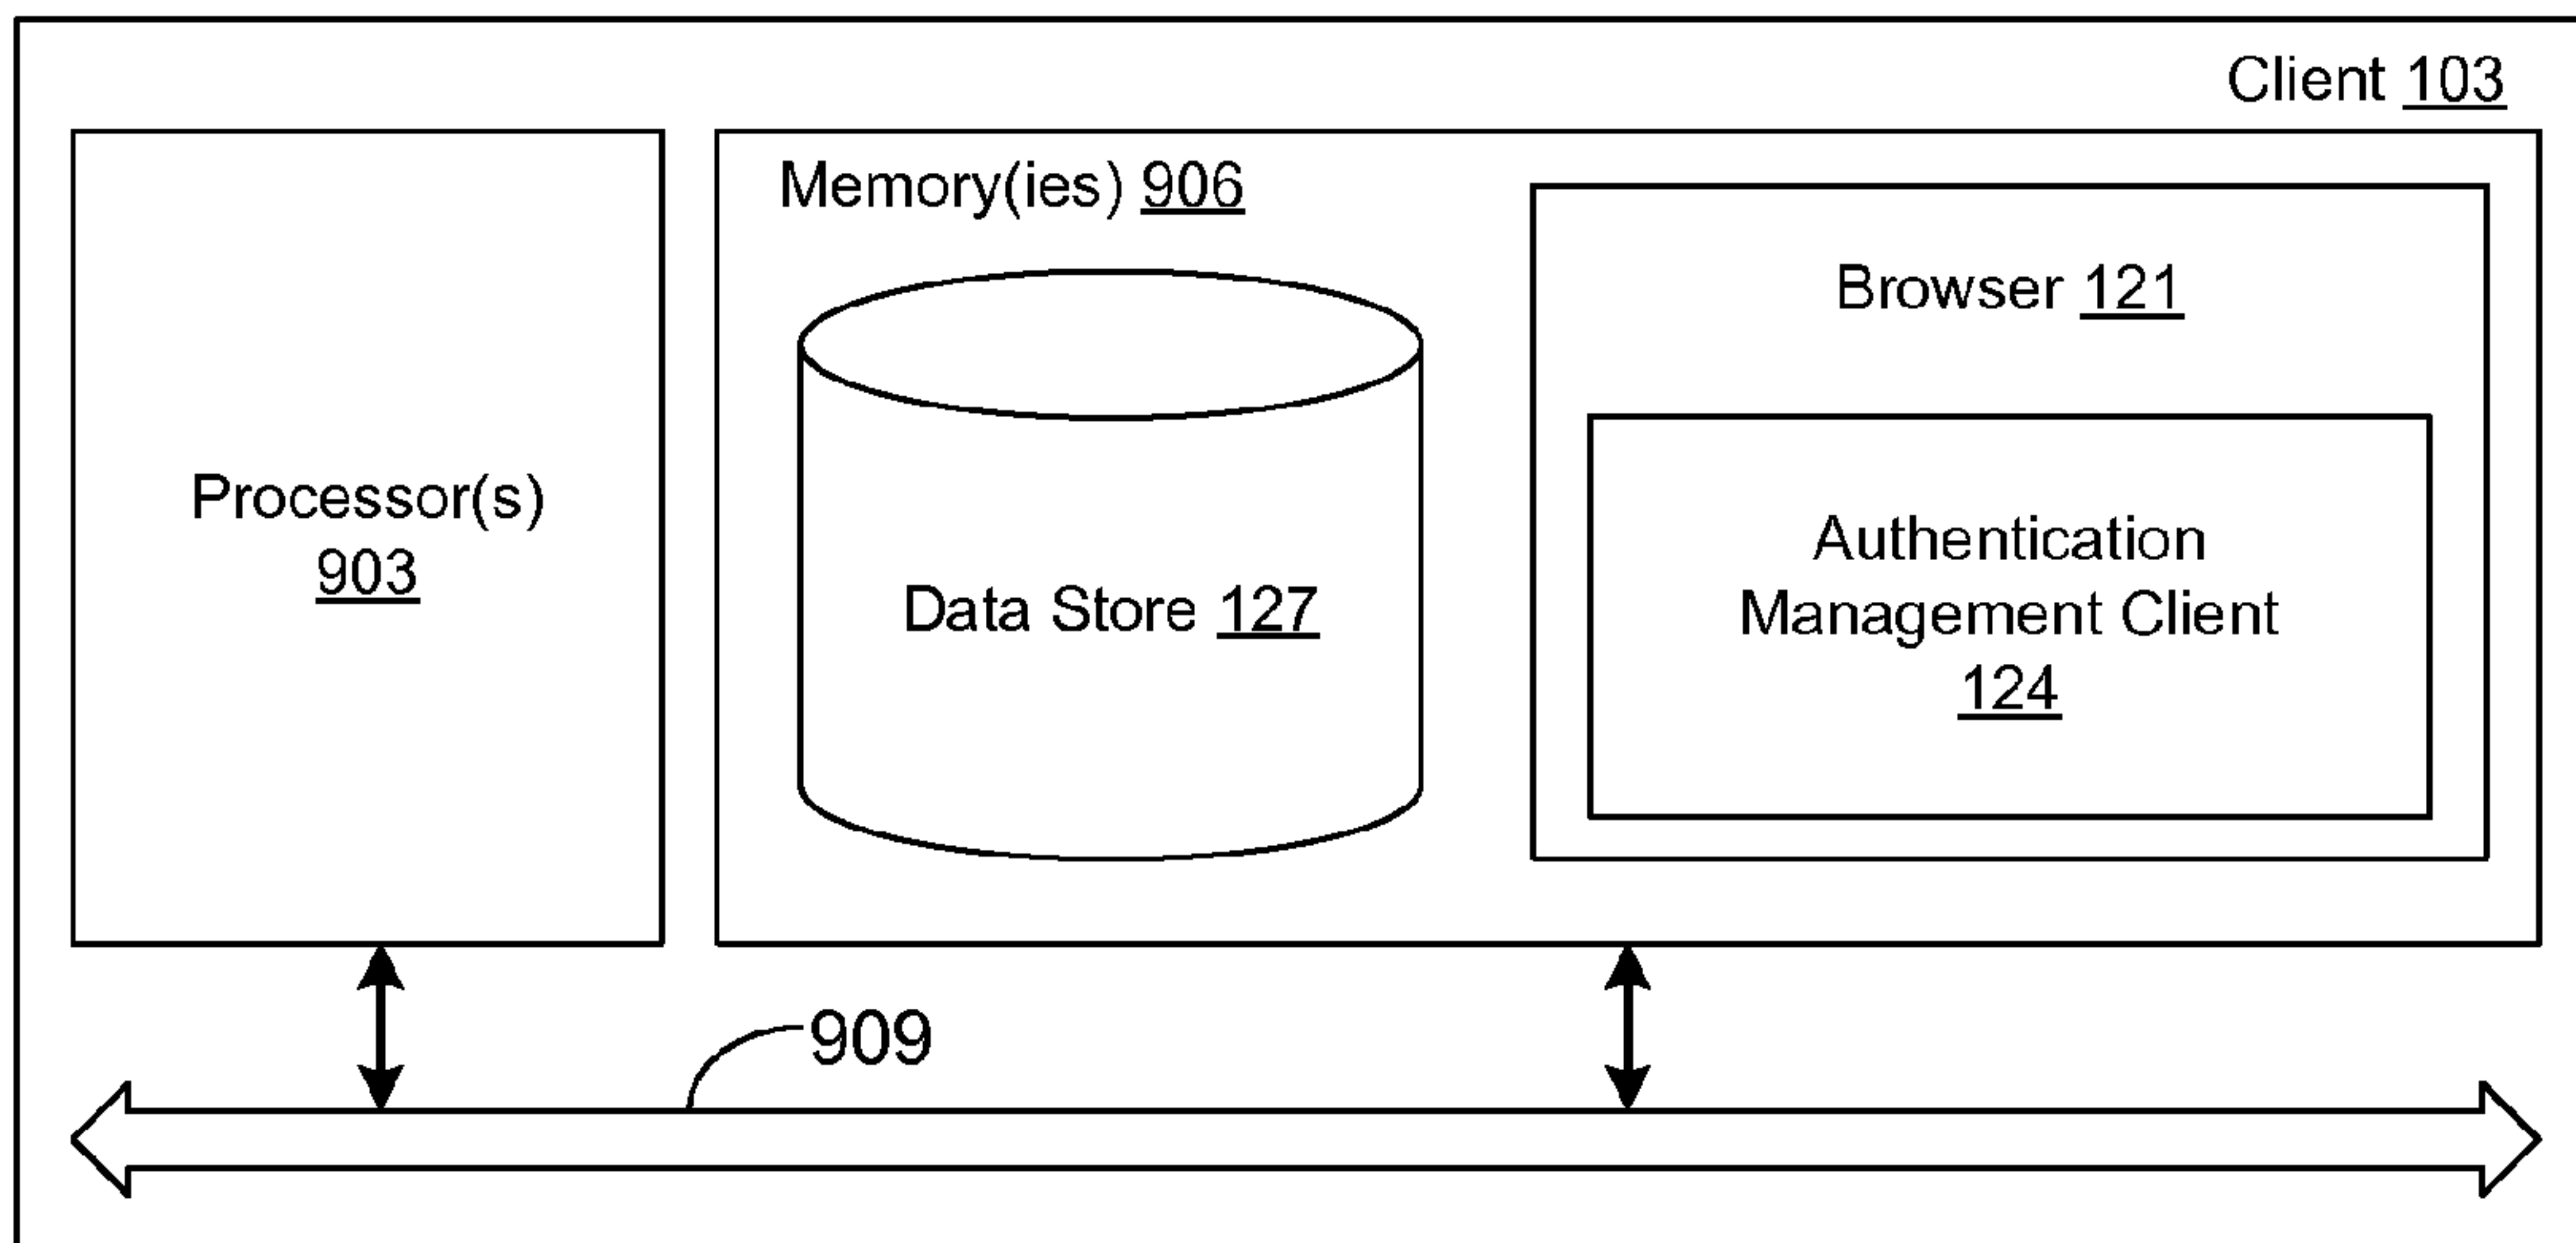 Client 103
Memory(ies) 906
Browser 121
Processor(s)
903
Data Store 127
Authentication
Management Client
124
909